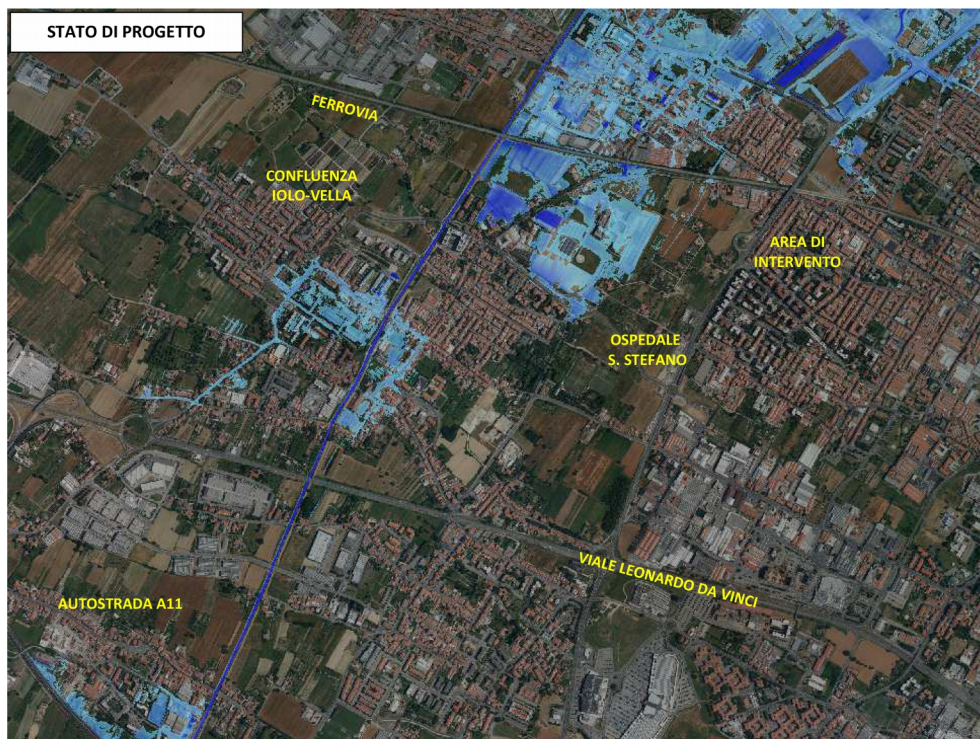 STATO DI PROGETTO
FERROVIA
CONFLUENZA
IOLO-VELLA
AREA DI
INTERVENTO
OSPEDALE
S. STEFANO
VIALE LEONARDO DA VINCI
AUTOSTRADA A11